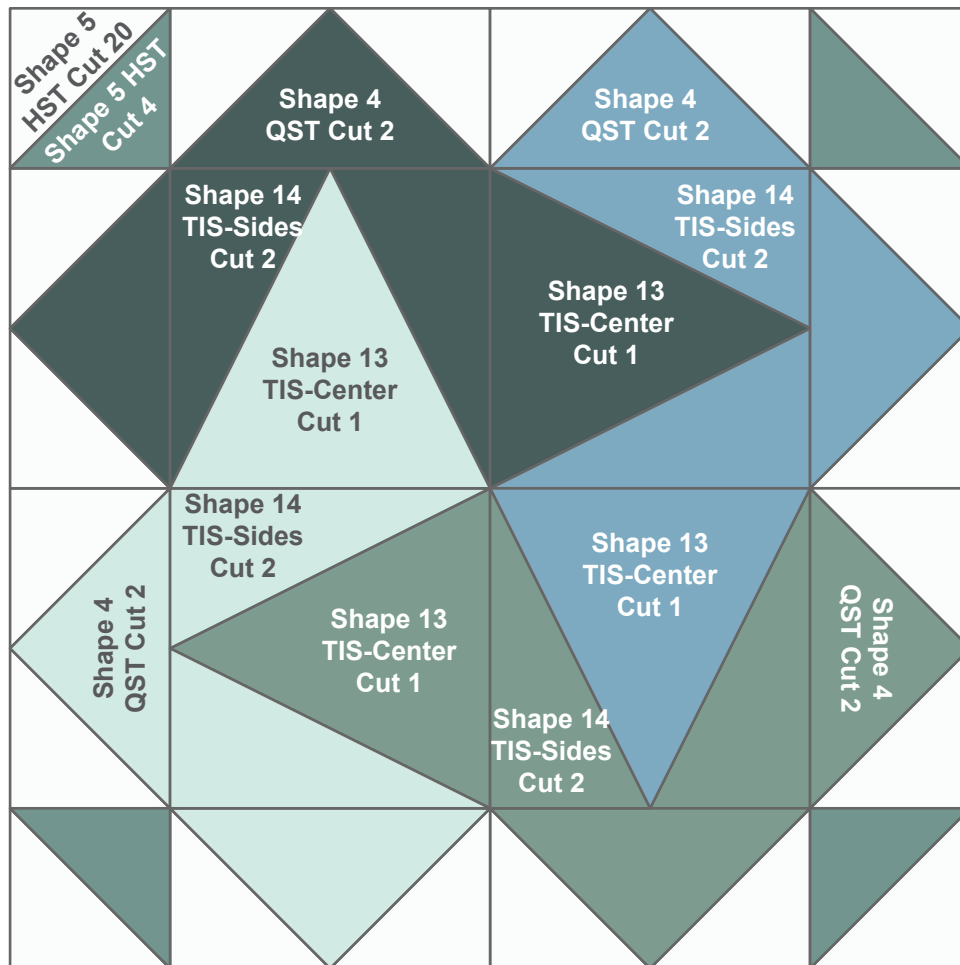 Shape 5
HST Cut 20
Shape 5 HST
Cut 4
Shape 4
QST Cut 2
Shape 4
QST Cut 2
Shape 14
TIS-Sides
Cut 2
Shape 14
TIS-Sides
Cut 2
Shape 13
TIS-Center
Cut 1
Shape 13
TIS-Center
Cut 1
Shape 14
TIS-Sides
Cut 2
Shape 13
TIS-Center
Cut 1
Shape 4
QST Cut 2
Shape 13
TIS-Center
Cut 1
Shape 4
QST Cut 2
Shape 14
TIS-Sides
Cut 2